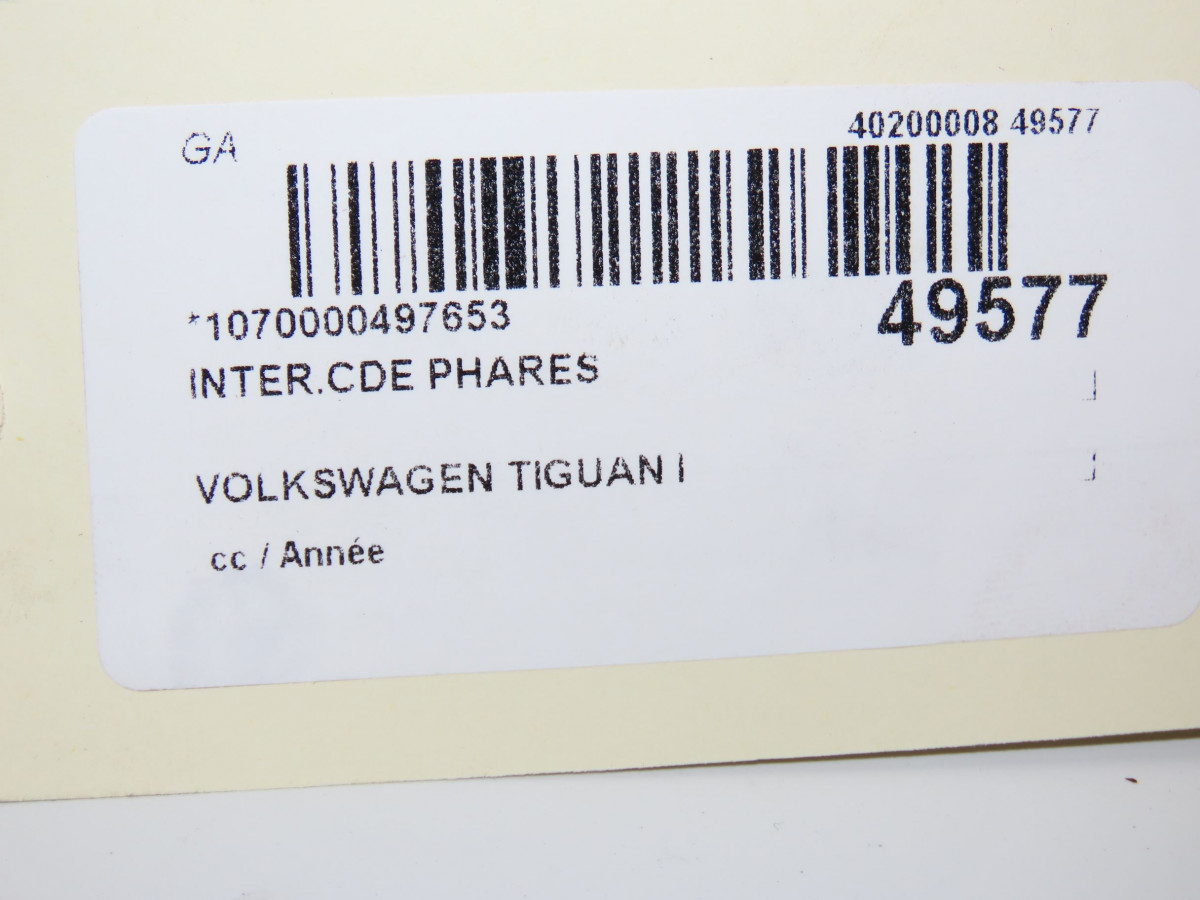 GA
40200008 49577
*1070000497653
49577
INTER.CDE PHARES
VOLKSWAGEN TIGUAN I
cc / Année